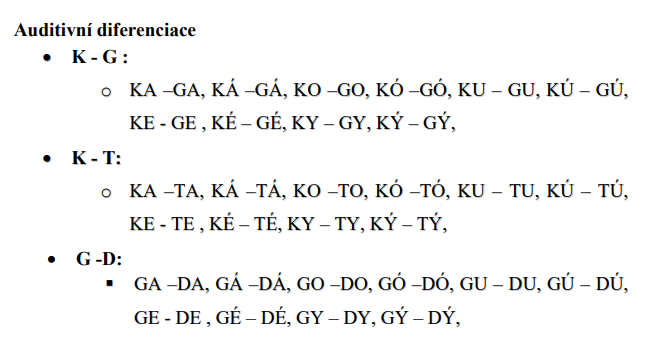 Auditivní diferenciace
• K - G :
o KA –GA, KÁ –GÁ, KO –GO, KÓ –GÓ, KU – GU, KÚ – GÚ,
KE - GE , KÉ – GÉ, KY – GY, KÝ – GÝ,
• K - T:
o KA –TA, KÁ –TÁ, KO –TO, KÓ –TÓ, KU – TU, KÚ – TÚ,
KE - TE , KÉ – TÉ, KY – TY, KÝ – TÝ,
• G -D:
▪ GA –DA, GÁ –DÁ, GO –DO, GÓ –DÓ, GU – DU, GÚ – DÚ,
GE - DE , GÉ – DÉ, GY – DY, GÝ – DÝ,